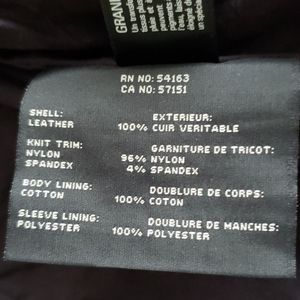 GRAND
RN NO: 54163
CA NO: 57151
SHELL: EXTERIEUR:
LEATHER 100% CUIR VERITABLE
KNIT TRIM: GARNITURE DE TRICOT:
NYLON 96% NYLON
SPANDEX 4% SPANDEX
BODY LINING: DOUBLURE DE CORPS:
COTTON 100% COTON
SLEEVE LINING: DOUBLURE DE MANCHES:
POLYESTER 100% POLYESTER